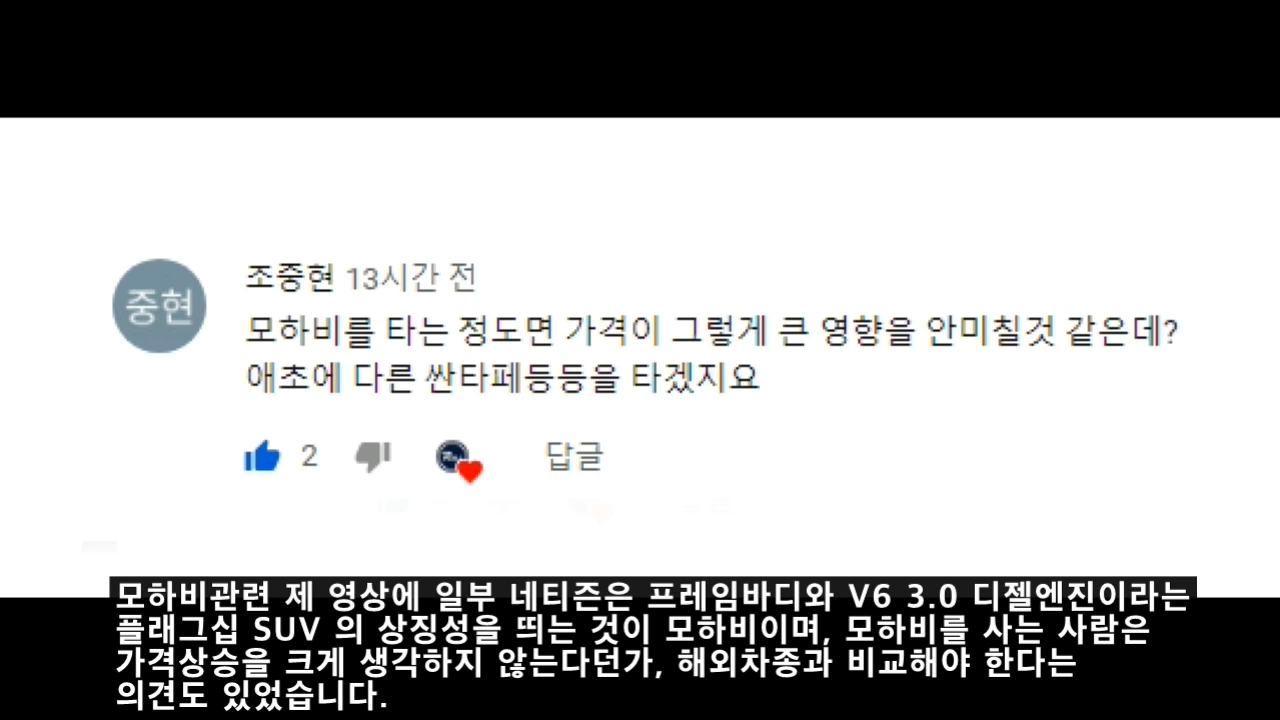 중현
조중현 13시간 전
모하비를 타는 정도면 가격이 그렇게 큰 영향을 안미칠것 같은데?
애초에 다른 싼타페등등을 타겠지요
2 답글
모하비관련 제 영상에 일부 네티즌은 프레임바디와 V6 3.0 디젤엔진이라는
플래그십 SUV 의 상징성을 띄는 것이 모하비이며, 모하비를 사는 사람은
가격상승을 크게 생각하지 않는다던가, 해외차종과 비교해야 한다는
의견도 있었습니다.